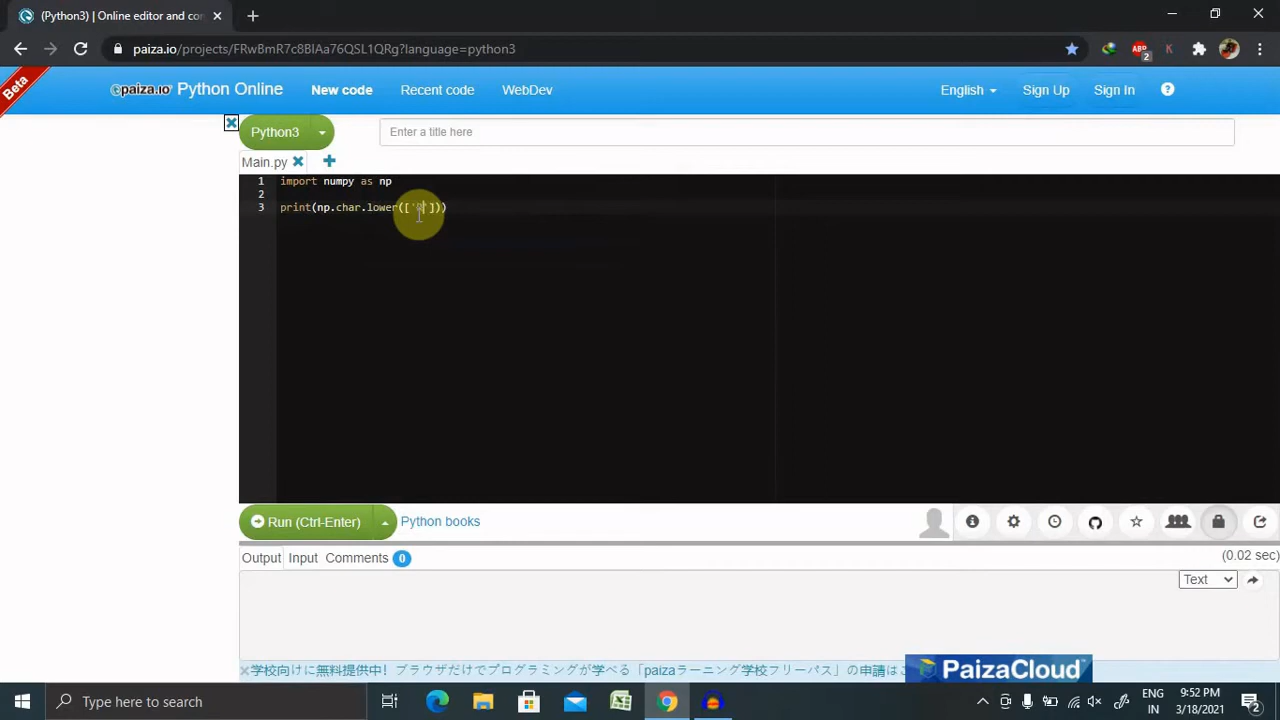 (Python3) | Online editor and con
paiza.io/projects/FRwBmR7c8BIAa76QSL1QRg?language=python3
ABP
2
K
Beta
paiza.io Python Online
New code
Recent code
WebDev
English
Sign Up
Sign In
Python3
Enter a title here
Main.py
1 import numpy as np
2
3 print(np.char.lower([' ']))
Run (Ctrl-Enter)
Python books
Output Input Comments 0
(0.02 sec)
Text
学校向けに無料提供中! ブラウザだけでプログラミングが学べる「paizaラーニング学校フリーパス」の申請はこ
PaizaCloud
Type here to search
ENG
IN
9:52 PM
3/18/2021
2